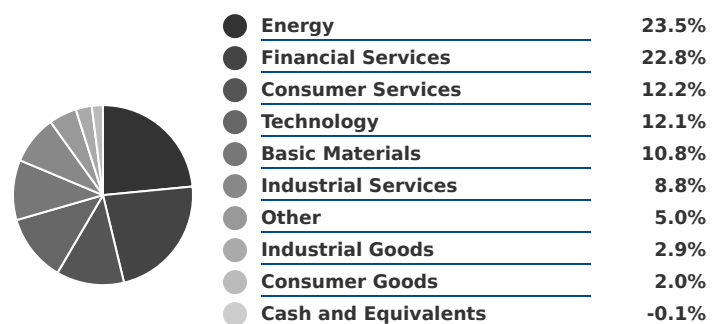 Energy 23.5%
Financial Services 22.8%
Consumer Services 12.2%
Technology 12.1%
Basic Materials 10.8%
Industrial Services 8.8%
Other 5.0%
Industrial Goods 2.9%
Consumer Goods 2.0%
Cash and Equivalents -0.1%